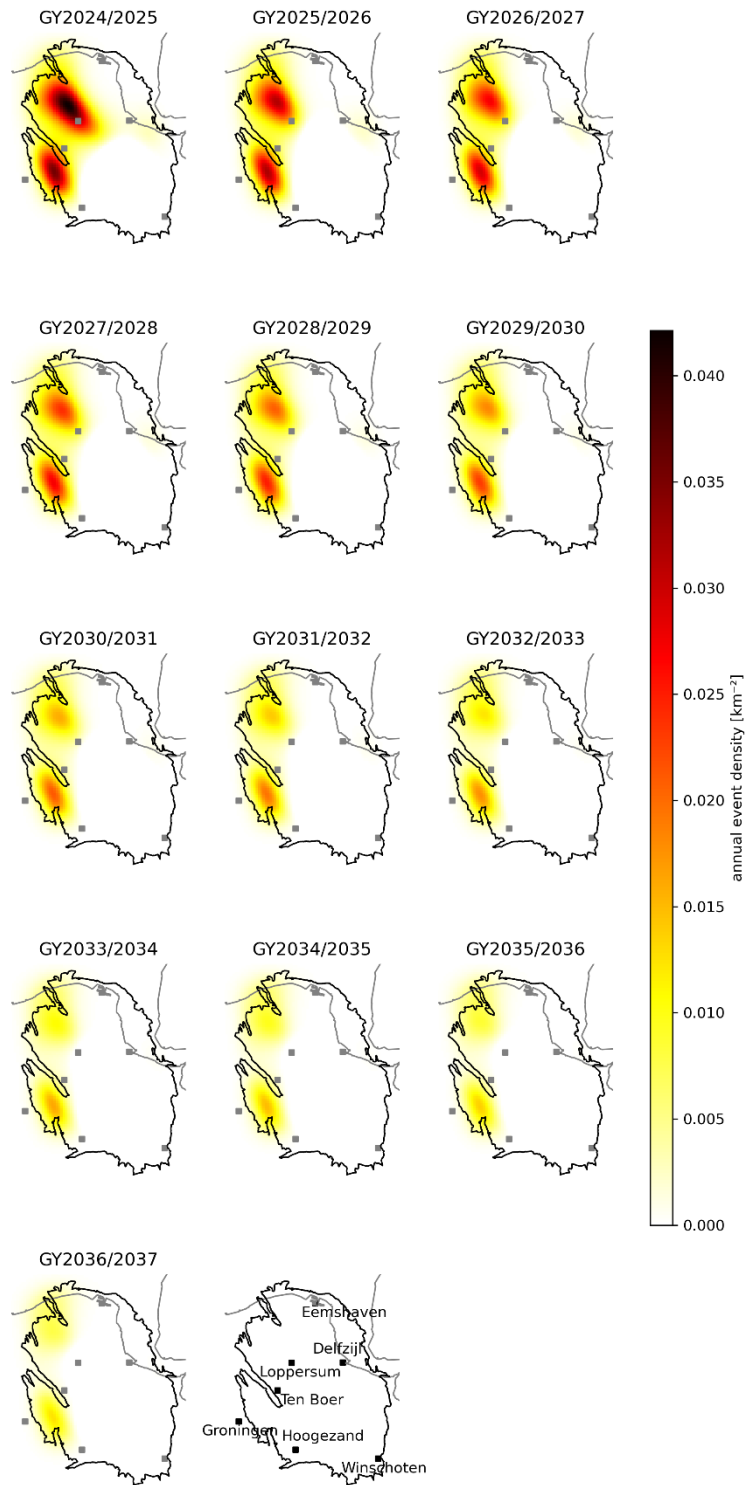 GY2024/2025
GY2025/2026
GY2026/2027
GY2027/2028
GY2028/2029
GY2029/2030
GY2030/2031
GY2031/2032
GY2032/2033
GY2033/2034
GY2034/2035
GY2035/2036
GY2036/2037
Eemshaven
Delfzijl
Loppersum
Ten Boer
Groningen
Hoogezand
Winschoten
0.040
0.035
0.030
0.025
0.020
0.015
0.010
0.005
0.000
annual event density [km⁻²]